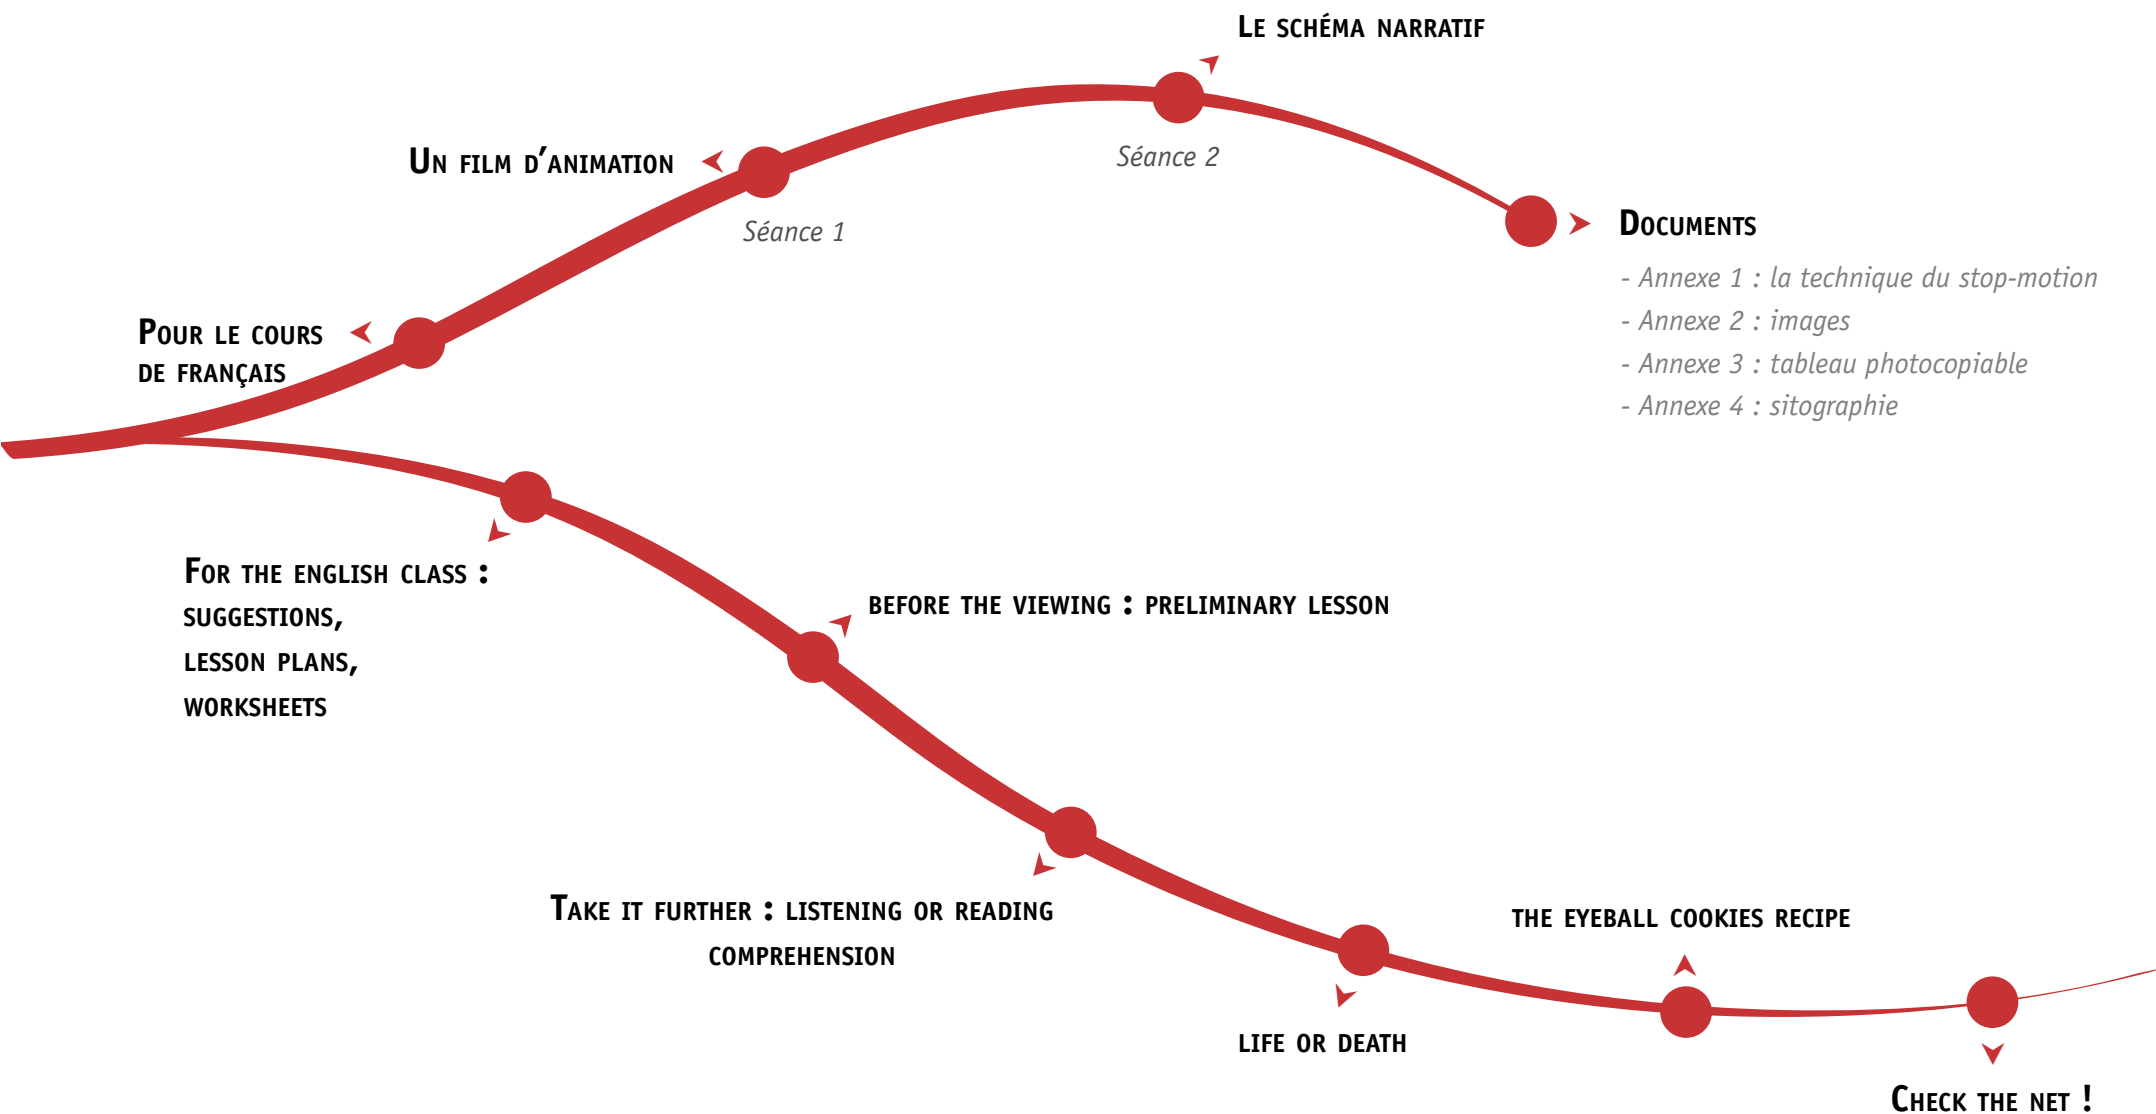 Le schéma narratif
Un film d'animation
Séance 2
Séance 1
Documents
- Annexe 1 : la technique du stop-motion
- Annexe 2 : images
- Annexe 3 : tableau photocopiable
- Annexe 4 : sitographie
Pour le cours
de français
For the english class :
suggestions,
lesson plans,
worksheets
before the viewing : preliminary lesson
Take it further : listening or reading
comprehension
the eyeball cookies recipe
life or death
Check the net !